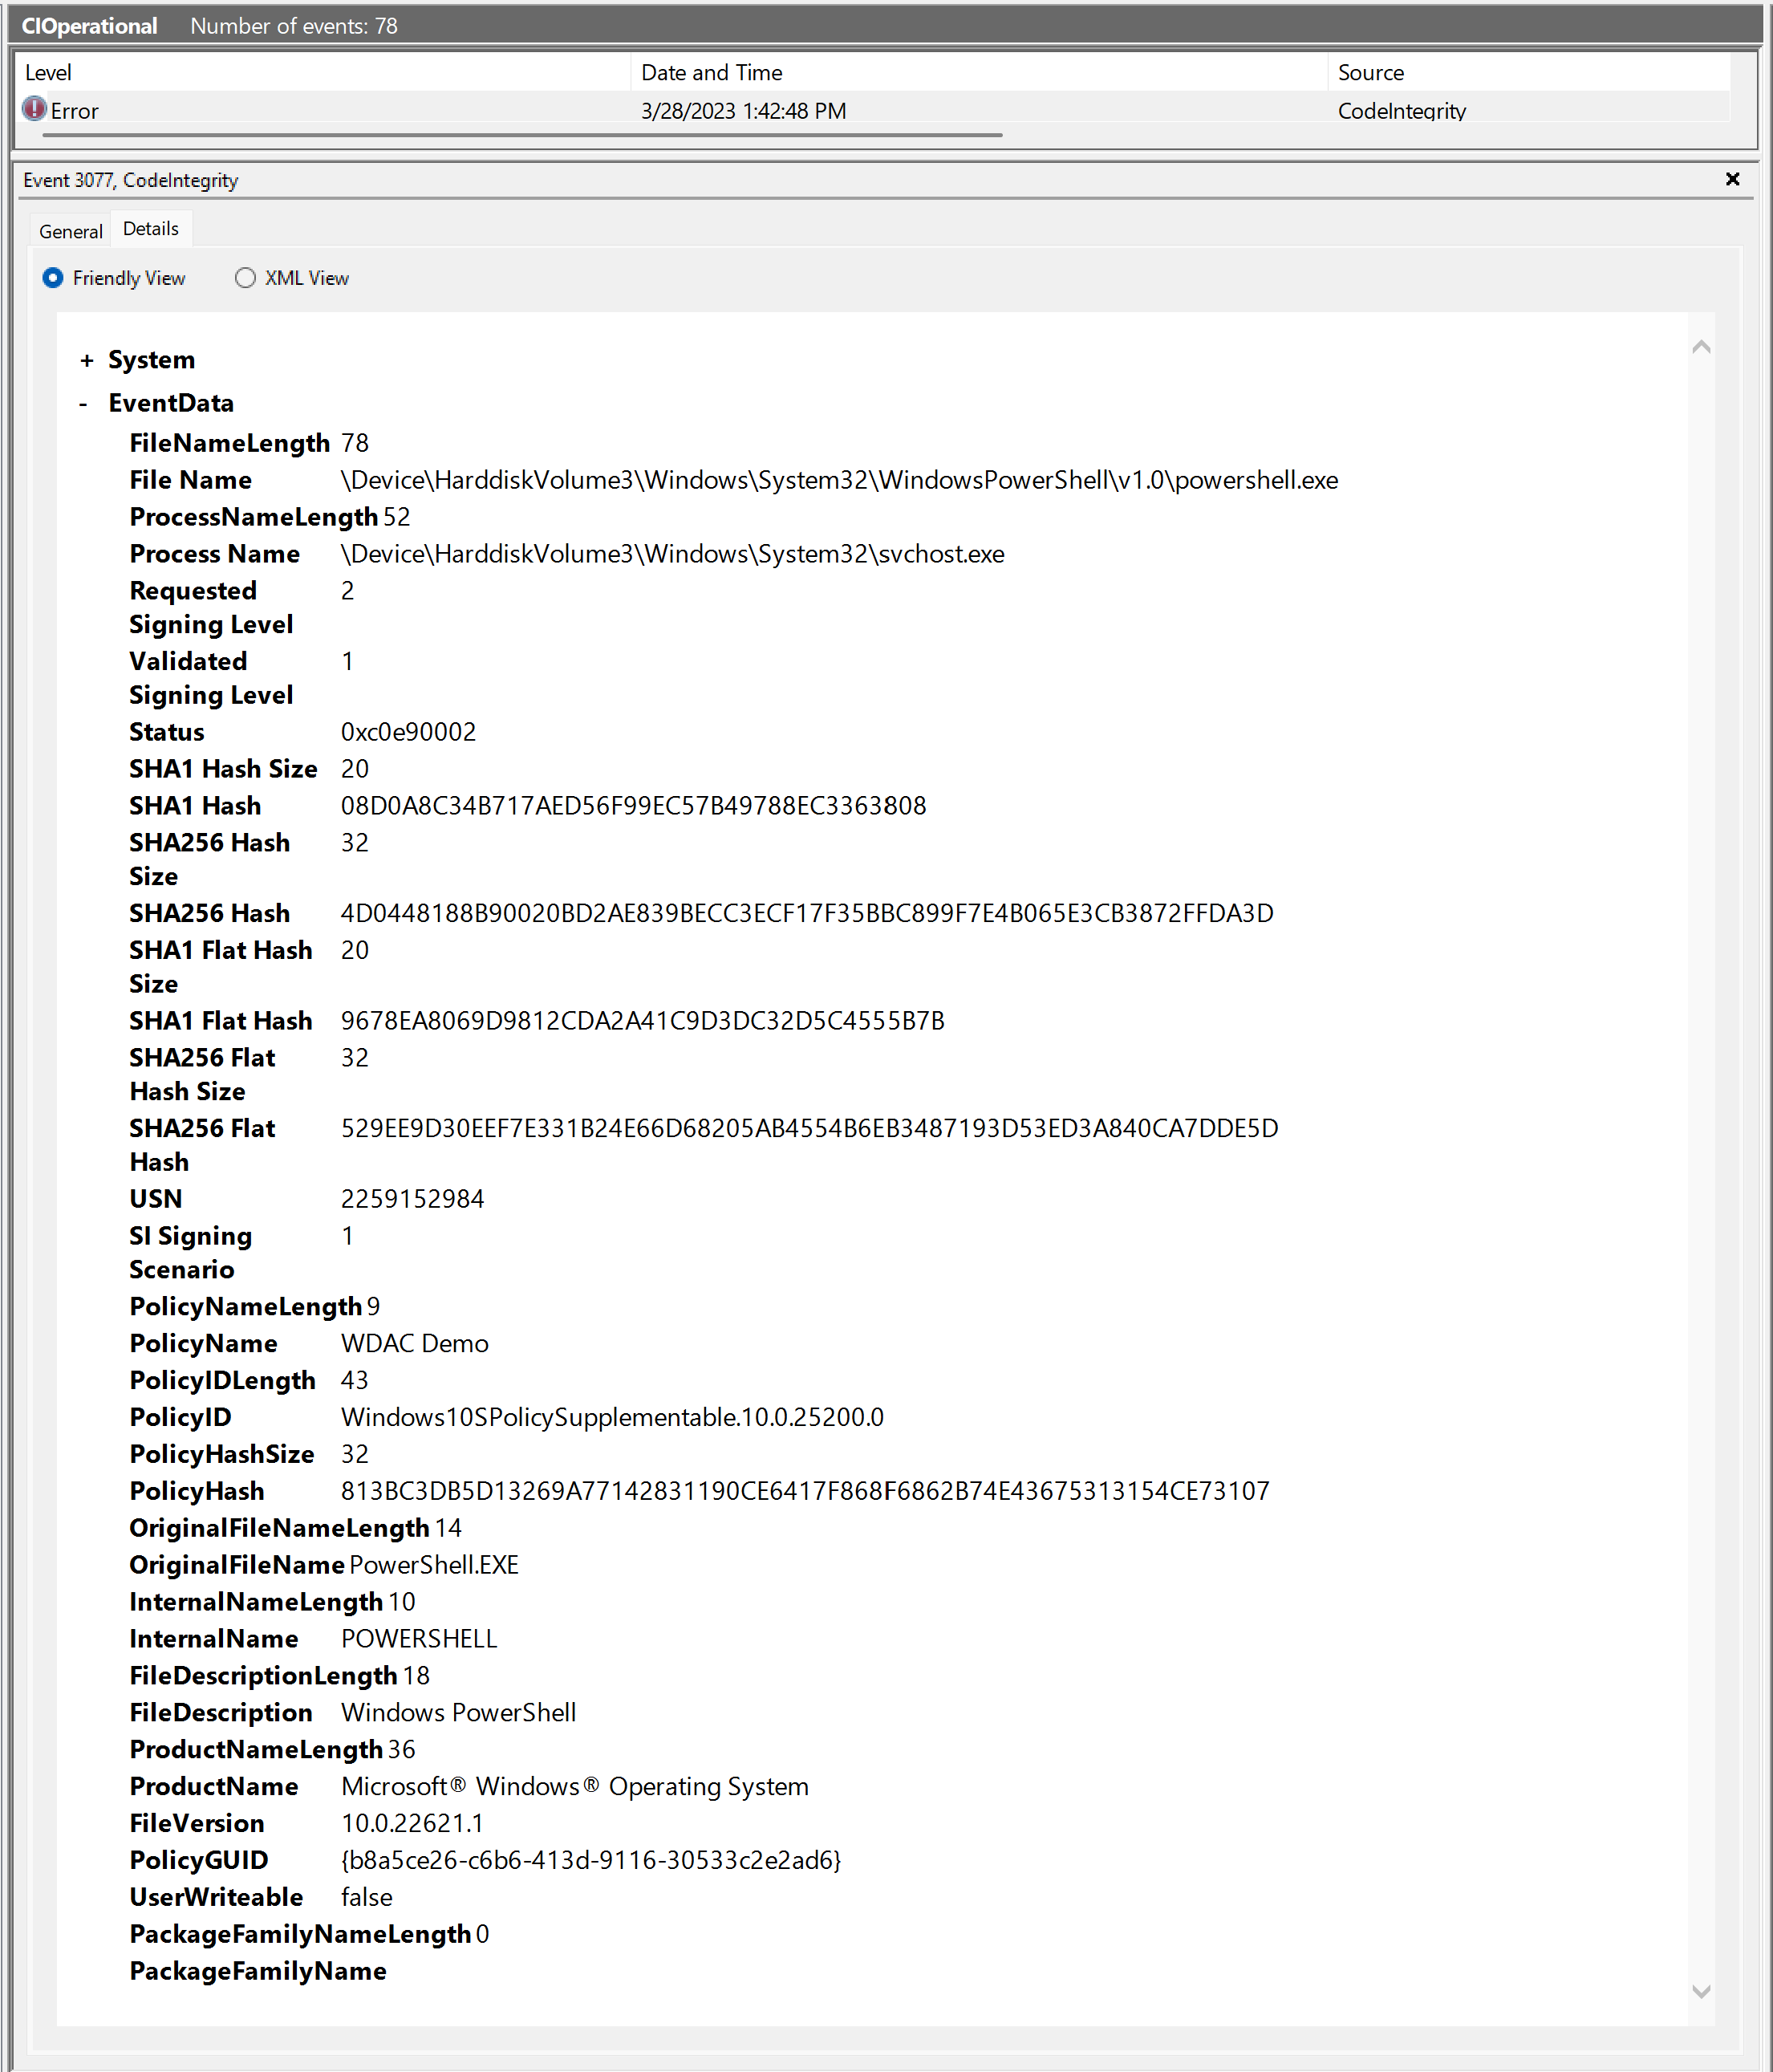 CIOperational Number of events: 78
Level Date and Time Source
Error 3/28/2023 1:42:48 PM CodeIntegrity
Event 3077, CodeIntegrity
General Details
Friendly View XML View
+ System
- EventData
FileNameLength 78
File Name \Device\HarddiskVolume3\Windows\System32\WindowsPowerShell\v1.0\powershell.exe
ProcessNameLength 52
Process Name \Device\HarddiskVolume3\Windows\System32\svchost.exe
Requested 2
Signing Level
Validated 1
Signing Level
Status 0xc0e90002
SHA1 Hash Size 20
SHA1 Hash 08D0A8C34B717AED56F99EC57B49788EC3363808
SHA256 Hash 32
Size
SHA256 Hash 4D0448188B90020BD2AE839BECC3ECF17F35BBC899F7E4B065E3CB3872FFDA3D
SHA1 Flat Hash 20
Size
SHA1 Flat Hash 9678EA8069D9812CDA2A41C9D3DC32D5C4555B7B
SHA256 Flat 32
Hash Size
SHA256 Flat 529EE9D30EEF7E331B24E66D68205AB4554B6EB3487193D53ED3A840CA7DDE5D
Hash
USN 2259152984
SI Signing 1
Scenario
PolicyNameLength 9
PolicyName WDAC Demo
PolicyIDLength 43
PolicyID Windows10SPolicySupplementable.10.0.25200.0
PolicyHashSize 32
PolicyHash 813BC3DB5D13269A77142831190CE6417F868F6862B74E43675313154CE73107
OriginalFileNameLength 14
OriginalFileName PowerShell.EXE
InternalNameLength 10
InternalName POWERSHELL
FileDescriptionLength 18
FileDescription Windows PowerShell
ProductNameLength 36
ProductName Microsoft® Windows® Operating System
FileVersion 10.0.22621.1
PolicyGUID {b8a5ce26-c6b6-413d-9116-30533c2e2ad6}
UserWriteable false
PackageFamilyNameLength 0
PackageFamilyName